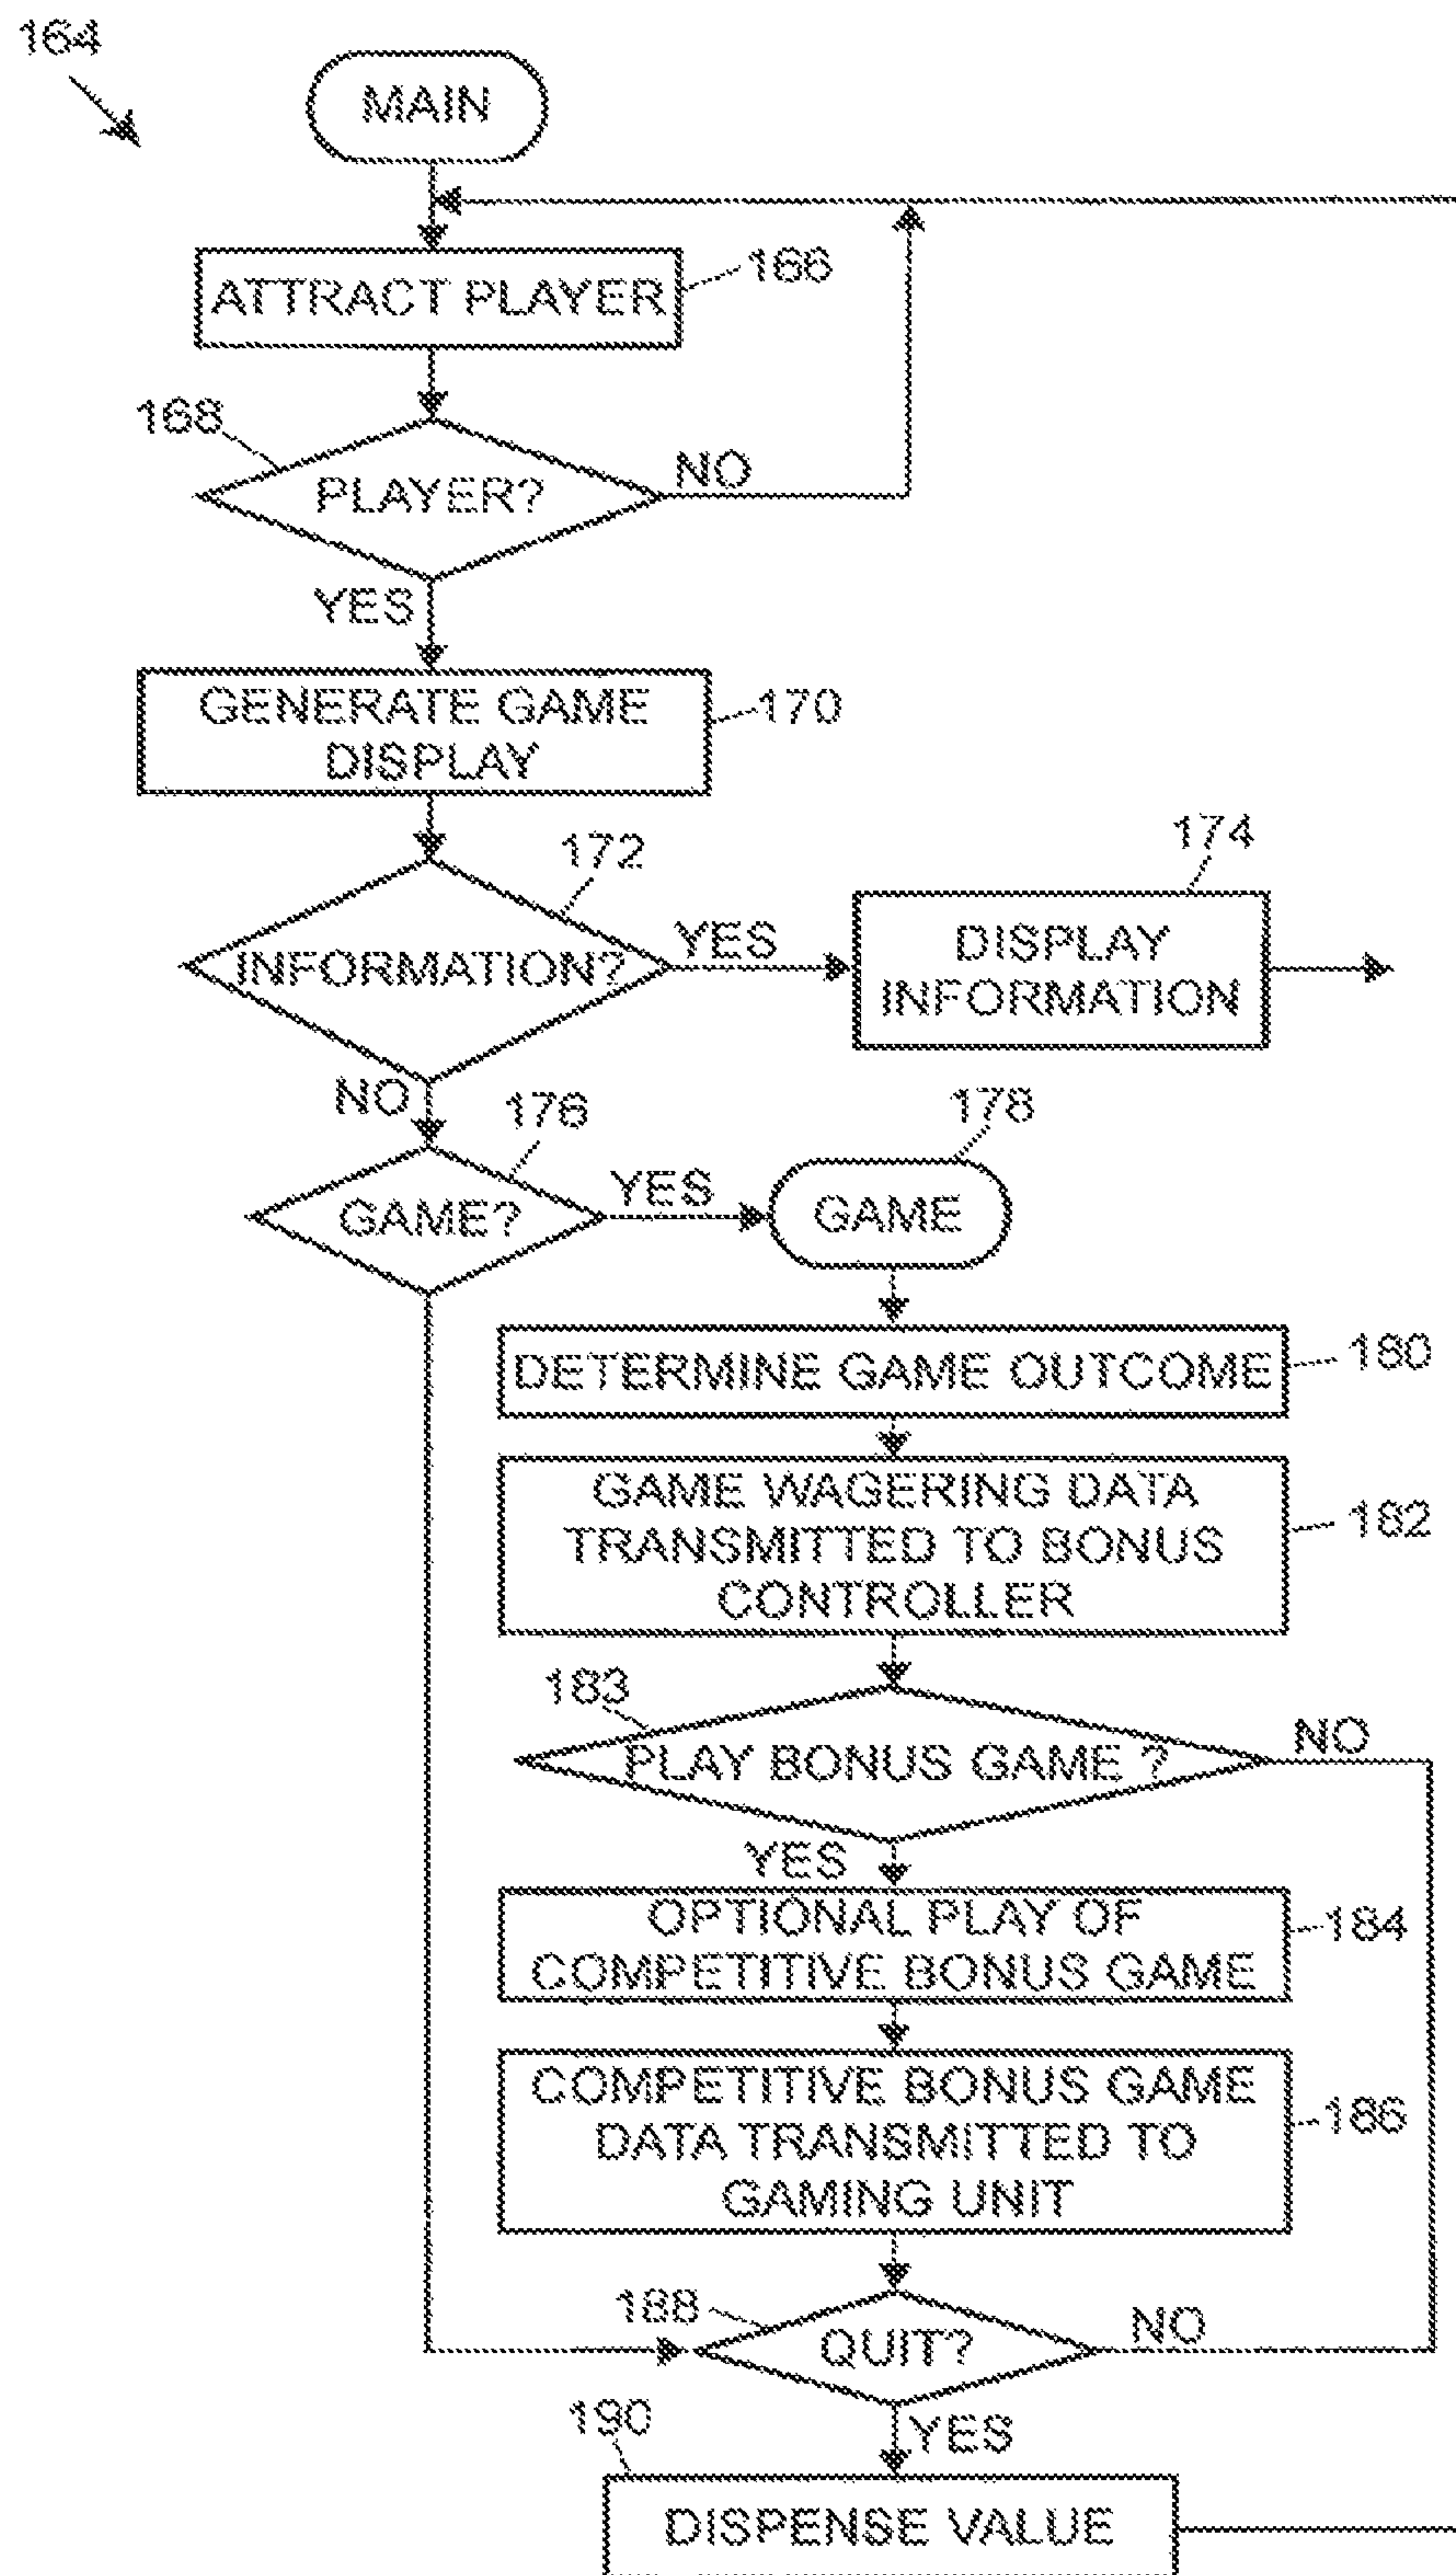 164
MAIN
ATTRACT PLAYER
166
168
PLAYER?
NO
YES
GENERATE GAME
DISPLAY
170
172
INFORMATION?
YES
174
DISPLAY
INFORMATION
NO
176
GAME?
YES
178
GAME
DETERMINE GAME OUTCOME
180
GAME WAGERING DATA
TRANSMITTED TO BONUS
CONTROLLER
182
183
PLAY BONUS GAME ?
NO
YES
OPTIONAL PLAY OF
COMPETITIVE BONUS GAME
184
COMPETITIVE BONUS GAME
DATA TRANSMITTED TO
GAMING UNIT
186
188
QUIT?
NO
190
YES
DISPENSE VALUE